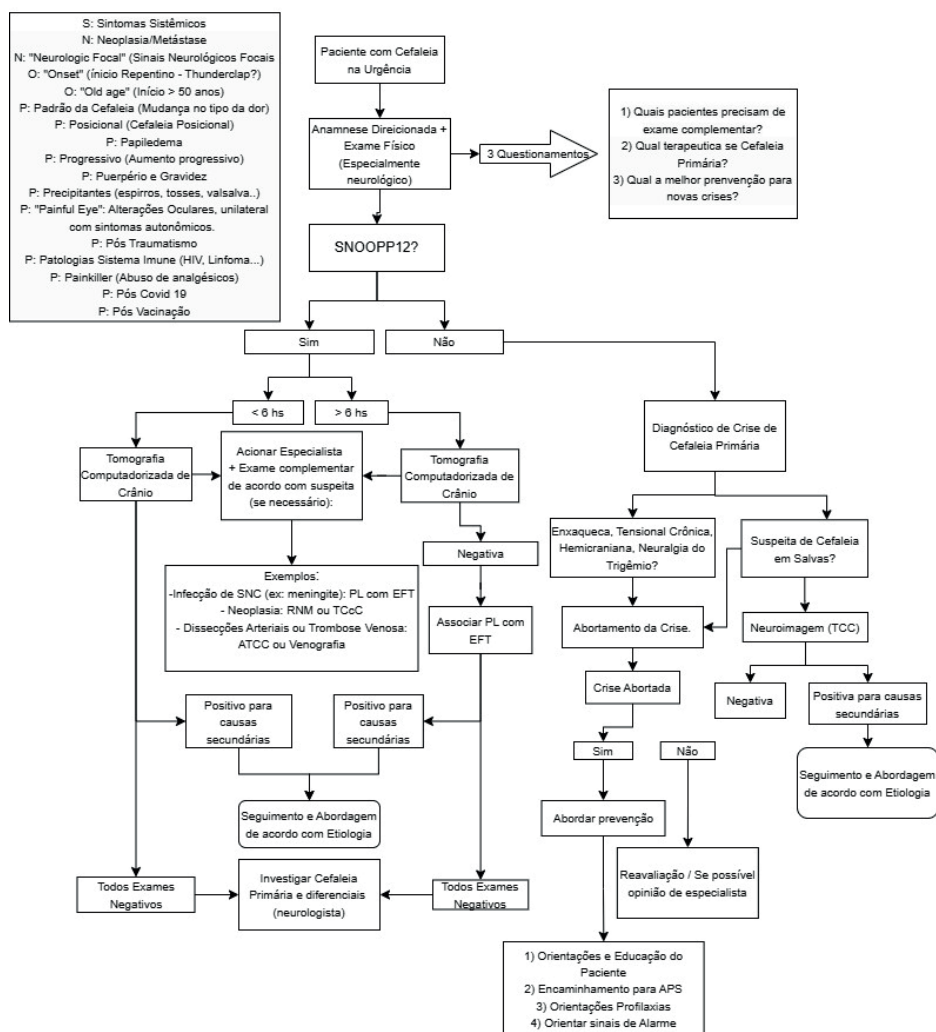 S: Sintomas Sistêmicos
N: Neoplasia/Metástase
N: "Neurologic Focal" (Sinais Neurológicos Focais
O: "Onset" (ínicio Repentino - Thunderclap?)
O: "Old age" (Início > 50 anos)
P: Padrão da Cefaleia (Mudança no tipo da dor)
P: Posicional (Cefaleia Posicional)
P: Papiledema
P: Progressivo (Aumento progressivo)
P: Puerpério e Gravidez
P: Precipitantes (espirros, tosses, valsalva..)
P: "Painful Eye": Alterações Oculares, unilateral
com sintomas autonômicos.
P: Pós Traumatismo
P: Patologias Sistema Imune (HIV, Linfoma...)
P: Painkiller (Abuso de analgésicos)
P: Pós Covid 19
P: Pós Vacinação
Paciente com Cefaleia
na Urgência
Anamnese Direicionada +
Exame Físico
(Especialmente
neurológico)
3 Questionamentos
1) Quais pacientes precisam de
exame complementar?
2) Qual terapeutica se Cefaleia
Primária?
3) Qual a melhor prenvenção para
novas crises?
SNOOPP12?
Sim
Não
< 6 hs
> 6 hs
Tomografia
Computadorizada de
Crânio
Acionar Especialista
+ Exame complementar
de acordo com suspeita
(se necessário):
Tomografia
Computadorizada de
Crânio
Diagnóstico de Crise de
Cefaleia Primária
Negativa
Enxaqueca, Tensional Crônica,
Hemicraniana, Neuralgia do
Trigêmio?
Suspeita de Cefaleia
em Salvas?
Exemplos:
-Infecção de SNC (ex: meningite): PL com EFT
- Neoplasia: RNM ou TCcC
- Dissecções Arteriais ou Trombose Venosa:
ATCC ou Venografia
Associar PL com
EFT
Abortamento da Crise.
Neuroimagem (TCC)
Crise Abortada
Negativa
Positiva para causas
secundárias
Positivo para
causas
secundárias
Positivo para
causas
secundárias
Sim
Não
Seguimento e Abordagem
de acordo com Etiologia
Seguimento e Abordagem
de acordo com Etiologia
Abordar prevenção
Todos Exames
Negativos
Investigar Cefaleia
Primária e diferenciais
(neurologista)
Todos Exames
Negativos
Reavaliação / Se possível
opinião de especialista
1) Orientações e Educação do
Paciente
2) Encaminhamento para APS
3) Orientações Profilaxias
4) Orientar sinais de Alarme